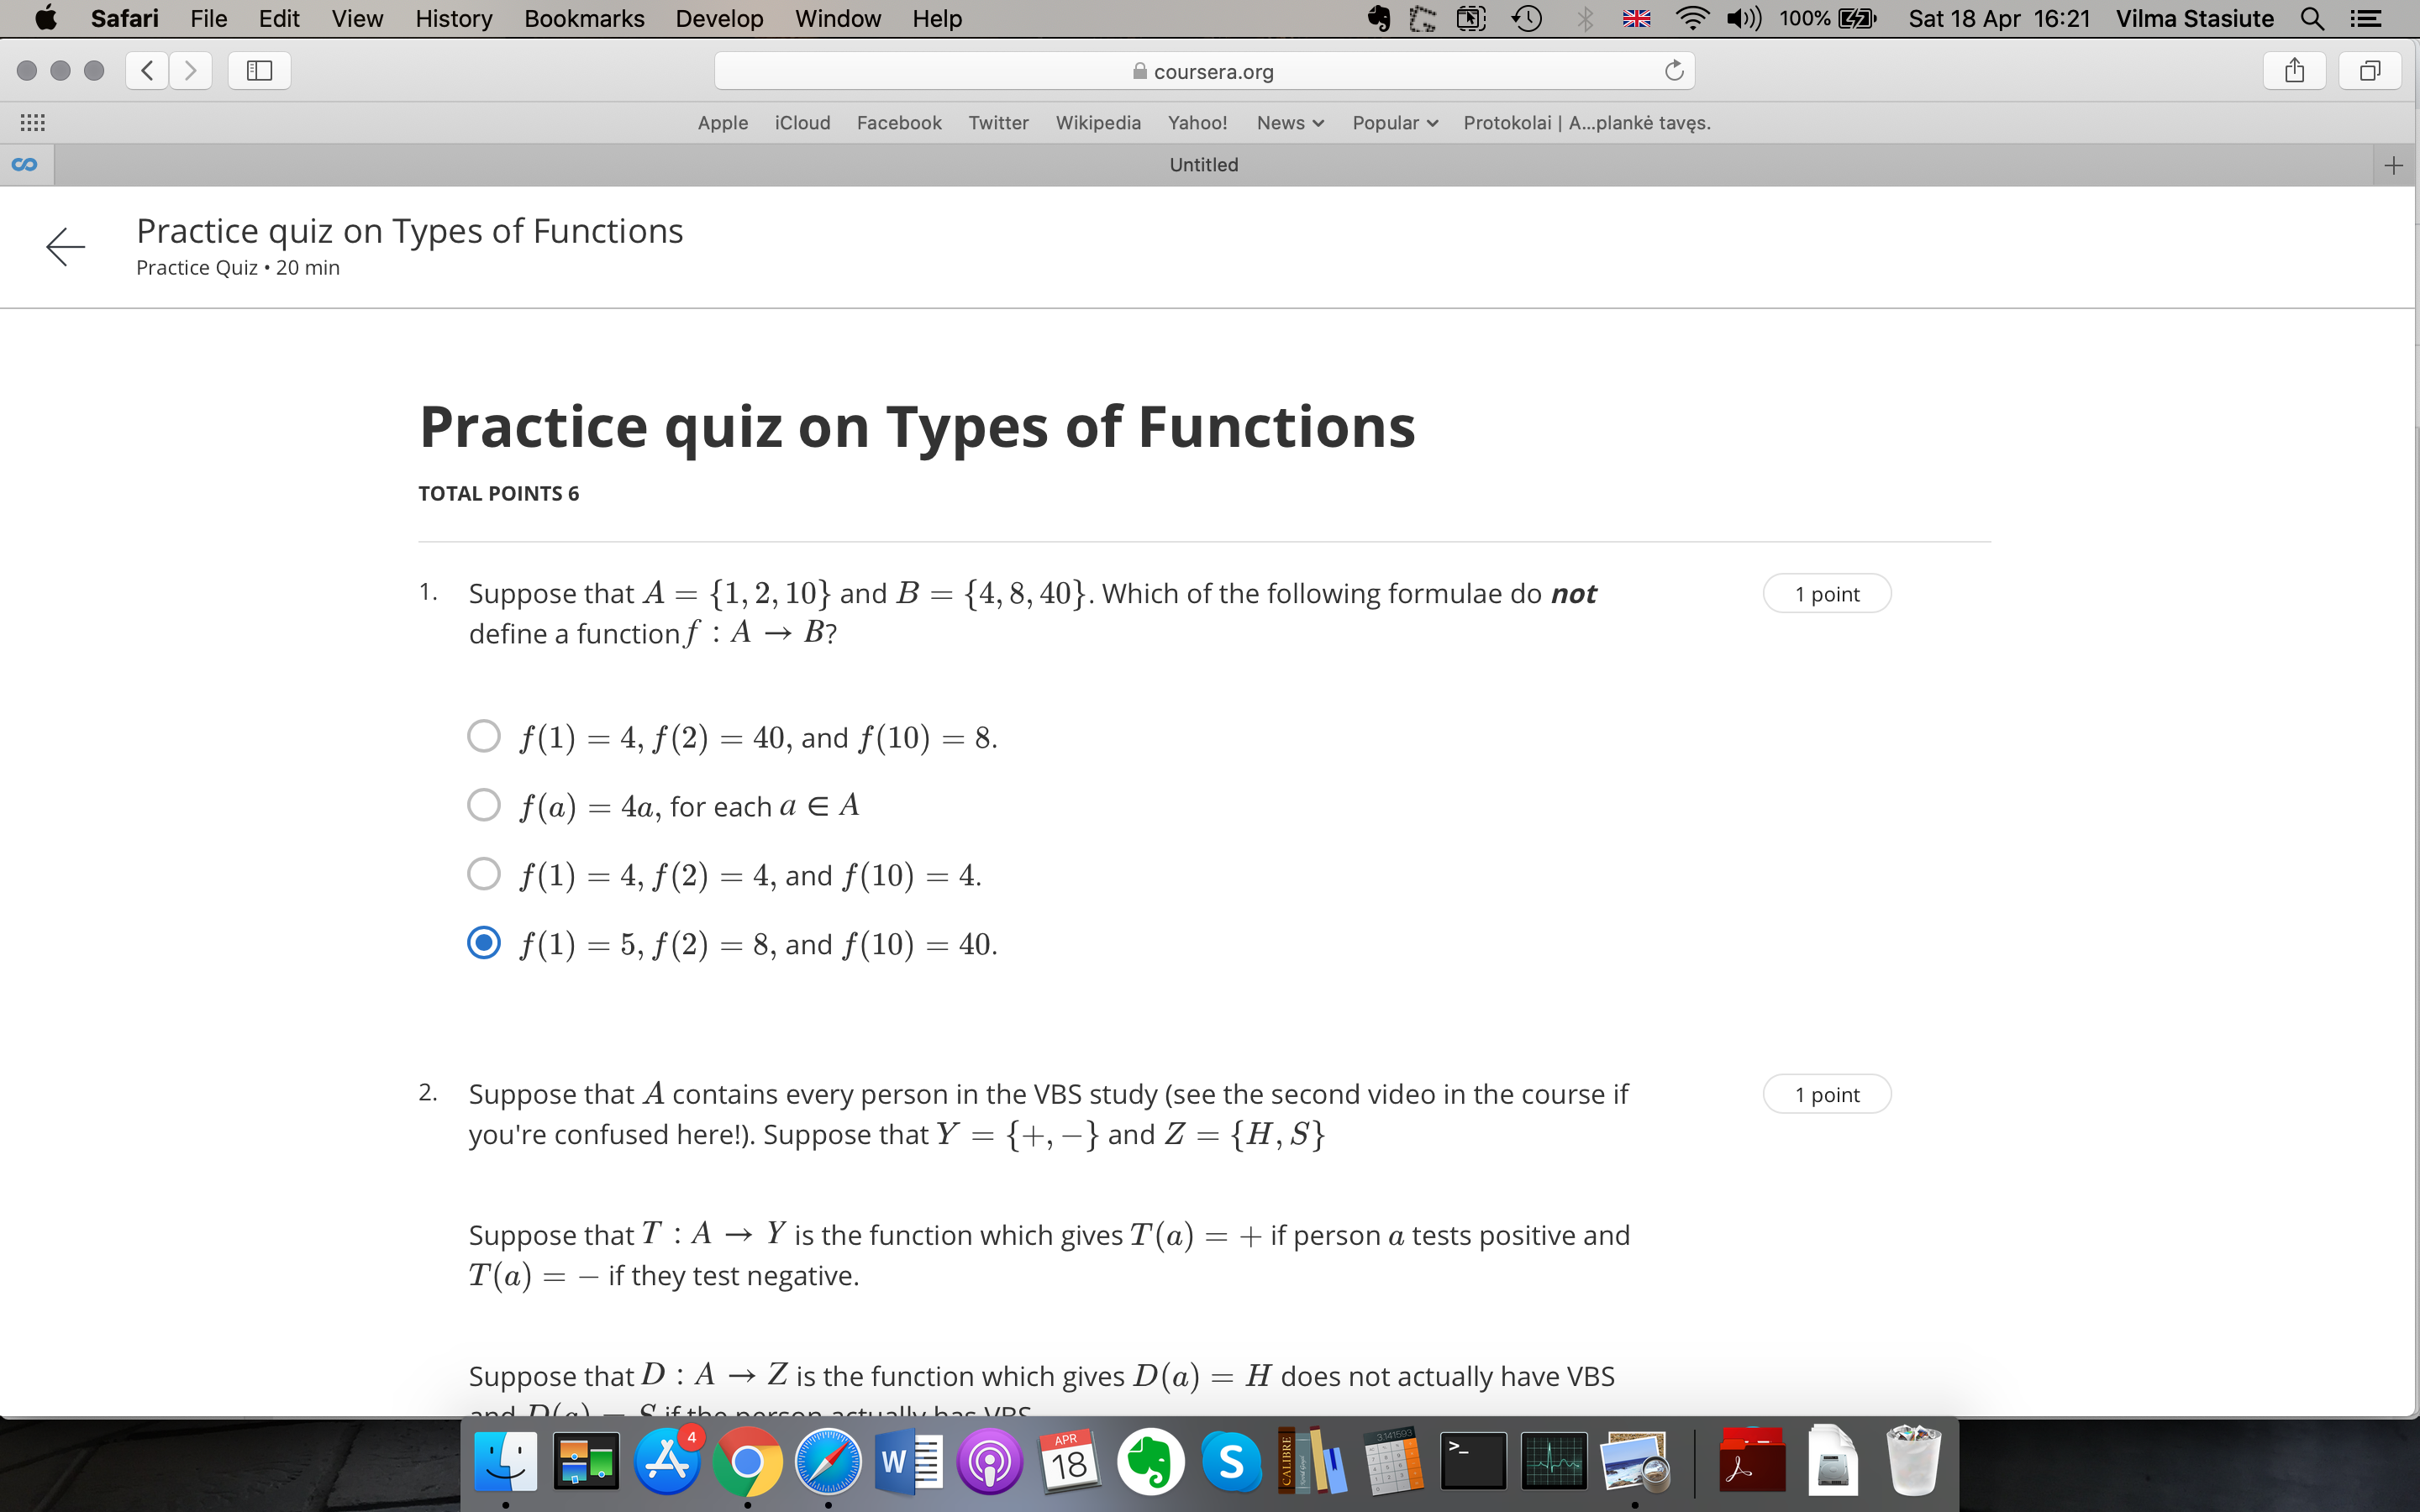 Safari File Edit View History Bookmarks Develop Window Help 100% Sat 18 Apr 16:21 Vilma Stasiute
coursera.org
Apple iCloud Facebook Twitter Wikipedia Yahoo! News Popular Protokolai | A...plankė tavęs.
Untitled
Practice quiz on Types of Functions
Practice Quiz • 20 min
Practice quiz on Types of Functions
TOTAL POINTS 6
1. Suppose that A = {1, 2, 10} and B = {4, 8, 40}. Which of the following formulae do not 1 point
define a function f : A → B?
f(1) = 4, f(2) = 40, and f(10) = 8.
f(a) = 4a, for each a ∈ A
f(1) = 4, f(2) = 4, and f(10) = 4.
f(1) = 5, f(2) = 8, and f(10) = 40.
2. Suppose that A contains every person in the VBS study (see the second video in the course if 1 point
you're confused here!). Suppose that Y = {+, −} and Z = {H, S}
Suppose that T : A → Y is the function which gives T(a) = + if person a tests positive and
T(a) = − if they test negative.
Suppose that D : A → Z is the function which gives D(a) = H does not actually have VBS
and D(a) = S if the person actually has VBS
4
W
APR
18
S
CALIBRE
3.141593
>_